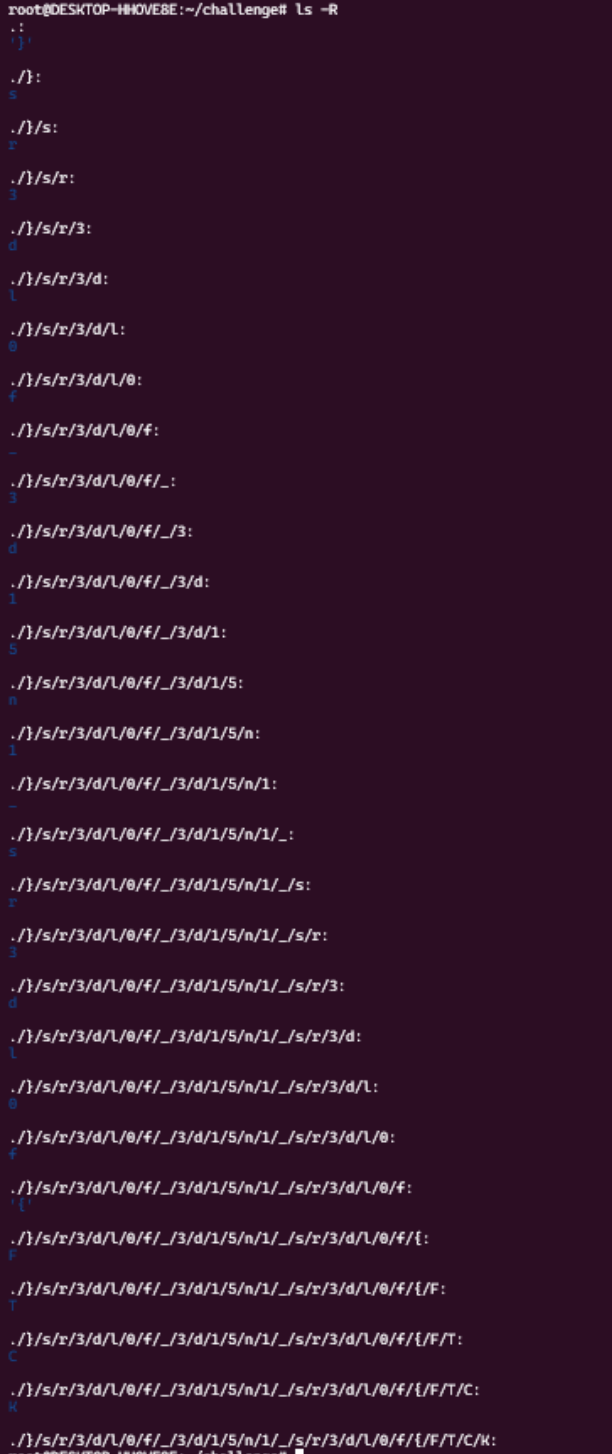 root@DESKTOP-HHOVE8E:~/challenge# ls -R
.:
'}'
./}:
s
./}/s:
r
./}/s/r:
3
./}/s/r/3:
d
./}/s/r/3/d:
l
./}/s/r/3/d/l:
0
./}/s/r/3/d/l/0:
f
./}/s/r/3/d/l/0/f:
_
./}/s/r/3/d/l/0/f/_:
3
./}/s/r/3/d/l/0/f/_/3:
d
./}/s/r/3/d/l/0/f/_/3/d:
1
./}/s/r/3/d/l/0/f/_/3/d/1:
5
./}/s/r/3/d/l/0/f/_/3/d/1/5:
n
./}/s/r/3/d/l/0/f/_/3/d/1/5/n:
1
./}/s/r/3/d/l/0/f/_/3/d/1/5/n/1:
_
./}/s/r/3/d/l/0/f/_/3/d/1/5/n/1/_:
s
./}/s/r/3/d/l/0/f/_/3/d/1/5/n/1/_/s:
r
./}/s/r/3/d/l/0/f/_/3/d/1/5/n/1/_/s/r:
3
./}/s/r/3/d/l/0/f/_/3/d/1/5/n/1/_/s/r/3:
d
./}/s/r/3/d/l/0/f/_/3/d/1/5/n/1/_/s/r/3/d:
l
./}/s/r/3/d/l/0/f/_/3/d/1/5/n/1/_/s/r/3/d/l:
0
./}/s/r/3/d/l/0/f/_/3/d/1/5/n/1/_/s/r/3/d/l/0:
f
./}/s/r/3/d/l/0/f/_/3/d/1/5/n/1/_/s/r/3/d/l/0/f:
'{'
./}/s/r/3/d/l/0/f/_/3/d/1/5/n/1/_/s/r/3/d/l/0/f/{:
F
./}/s/r/3/d/l/0/f/_/3/d/1/5/n/1/_/s/r/3/d/l/0/f/{/F:
T
./}/s/r/3/d/l/0/f/_/3/d/1/5/n/1/_/s/r/3/d/l/0/f/{/F/T:
C
./}/s/r/3/d/l/0/f/_/3/d/1/5/n/1/_/s/r/3/d/l/0/f/{/F/T/C:
K
./}/s/r/3/d/l/0/f/_/3/d/1/5/n/1/_/s/r/3/d/l/0/f/{/F/T/C/K: